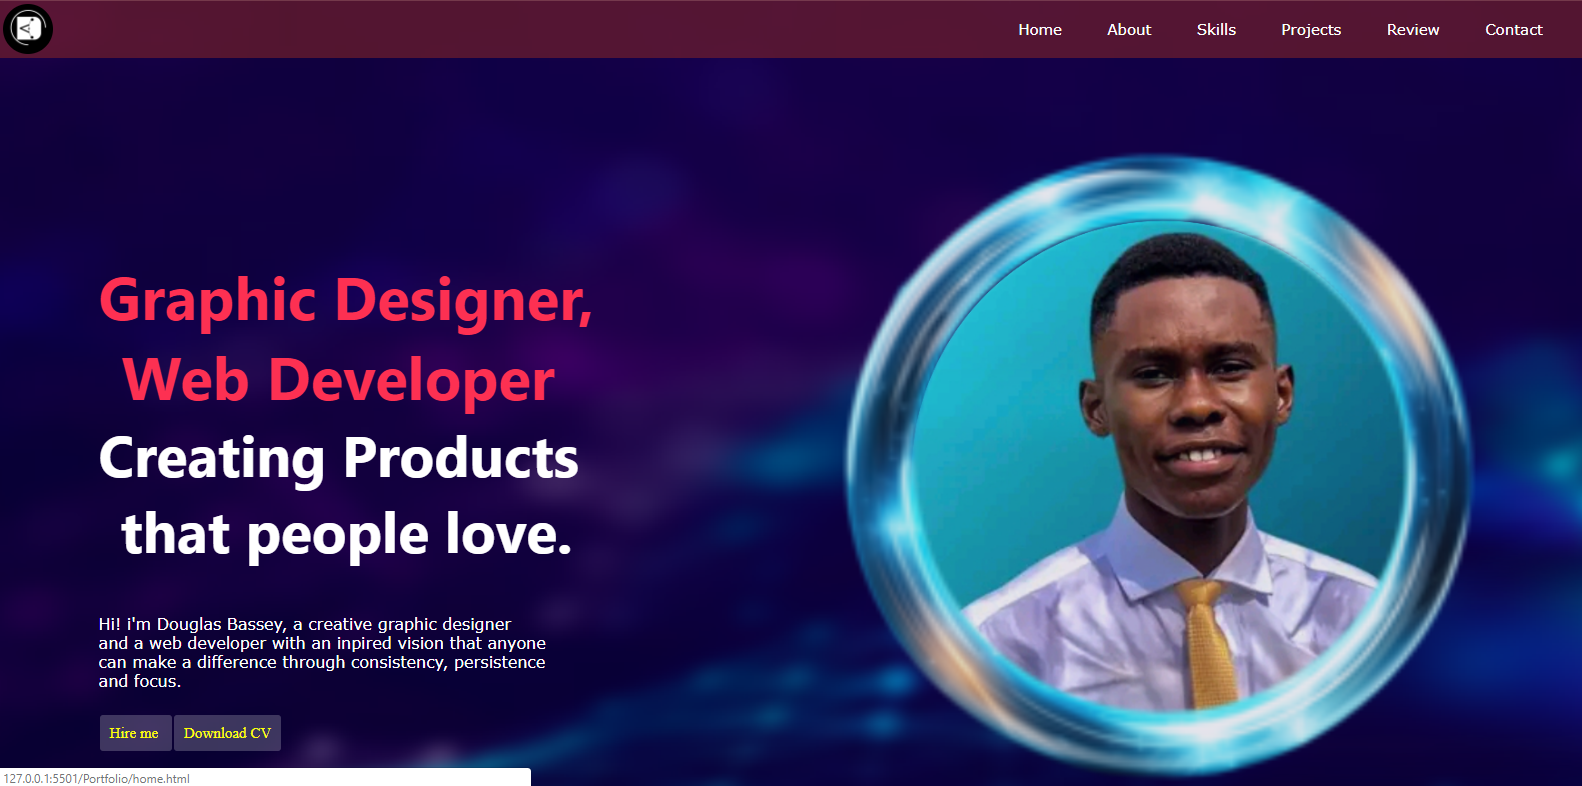 Home About Skills Projects Review Contact
Graphic Designer,
Web Developer
Creating Products
that people love.
Hi! i'm Douglas Bassey, a creative graphic designer
and a web developer with an inpired vision that anyone
can make a difference through consistency, persistence
and focus.
Hire me Download CV
127.0.0.1:5501/Portfolio/home.html